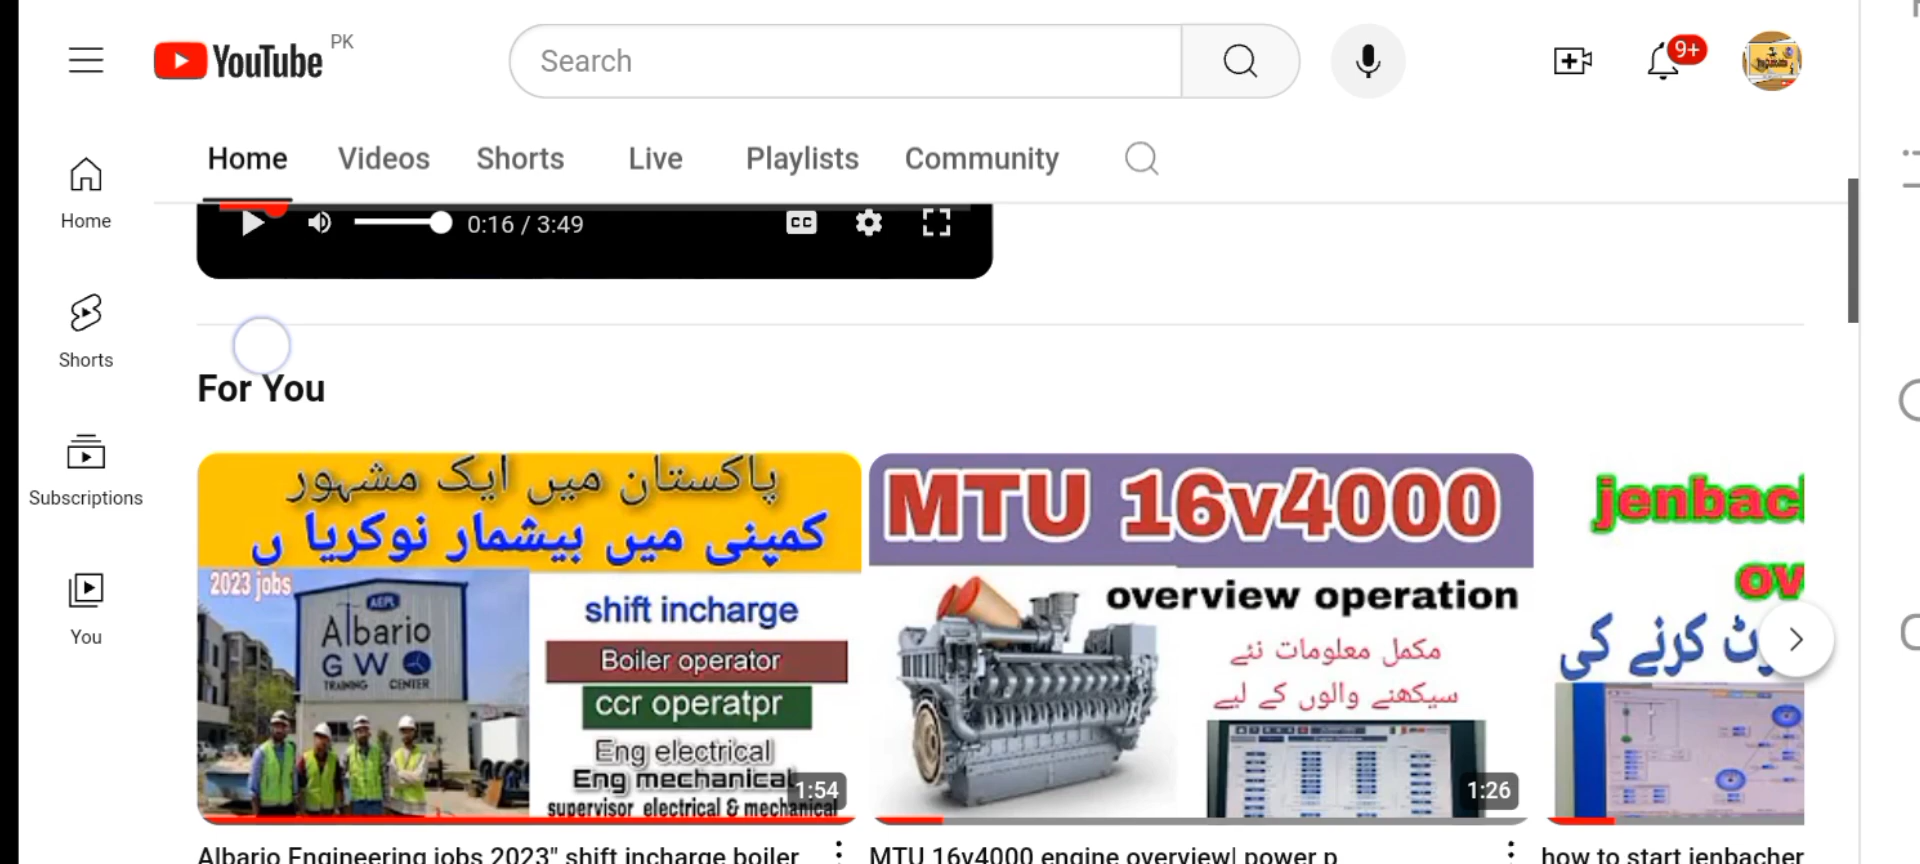 YouTube PK
Search
9+
Home Videos Shorts Live Playlists Community
Home
Shorts
Subscriptions
You
0:16 / 3:49
CC
For You
پاکستان میں ایک مشہور
کمپنی میں بیشمار نوکریا ں
2023 jobs
AEPL
Albario
G W
TRAINING CENTER
shift incharge
Boiler operator
ccr operatpr
Eng electrical
Eng mechanical
supervisor electrical & mechanical
1:54
Albario Engineering jobs 2023" shift incharge boiler
MTU 16v4000
overview operation
مکمل معلومات نئے
سیکھنے والوں کے لیے
1:26
MTU 16v4000 engine overview| power p
jenbac
ov
کرنے کی
how to start jenbacher